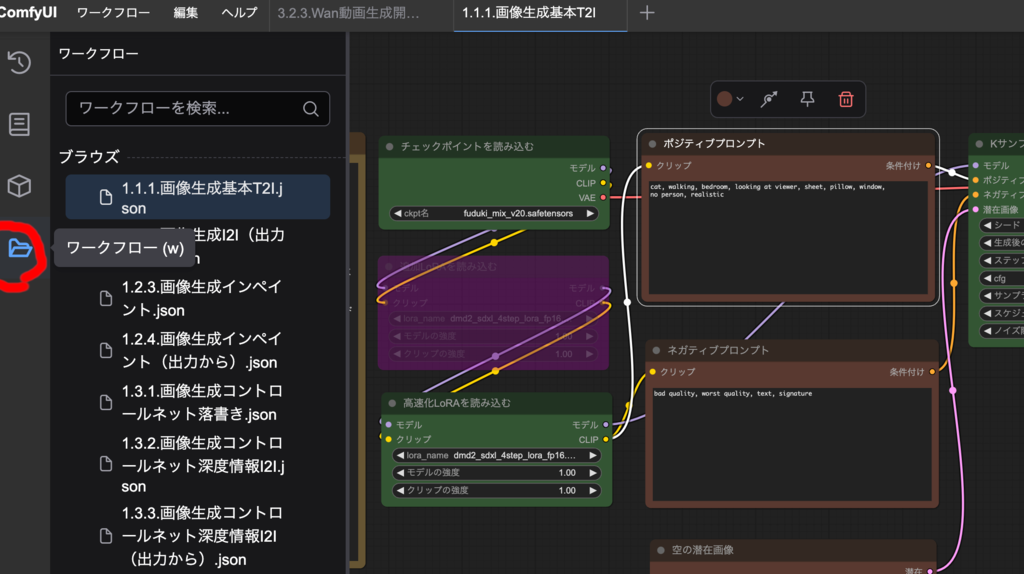 ComfyUI ワークフロー 編集 ヘルプ 3.2.3.Wan動画生成開… 1.1.1.画像生成基本T2I
ワークフロー
ワークフローを検索...
ブラウズ
1.1.1.画像生成基本T2I.j
son
生成I2I（出力
ワークフロー (w)
1.2.3.画像生成インペイ
ント.json
1.2.4.画像生成インペイ
ント（出力から）.json
1.3.1.画像生成コントロ
ールネット落書き.json
1.3.2.画像生成コントロ
ールネット深度情報I2I.j
son
1.3.3.画像生成コントロ
ールネット深度情報I2I
（出力から）.json
チェックポイントを読み込む
モデル
CLIP
VAE
ckpt名 fuduki_mix_v20.safetensors
LoRAを読み込む
モデル モデル
クリップ CLIP
lora_name dmd2_sdxl_4step_lora_fp16
モデルの強度 1.00
クリップの強度 1.00
高速化LoRAを読み込む
モデル モデル
クリップ CLIP
lora_name dmd2_sdxl_4step_lora_fp16....
モデルの強度 1.00
クリップの強度 1.00
ポジティブプロンプト
クリップ 条件付け
cat, walking, bedroom, looking at viewer, sheet, pillow, window,
no person, realistic
ネガティブプロンプト
クリップ 条件付け
bad quality, worst quality, text, signature
空の潜在画像
潜在
Kサンプ
モデル
ポジティブ
ネガティブ
潜在画像
シード
生成後の
ステップ
cfg
サンプラ
スケジュ
ノイズ